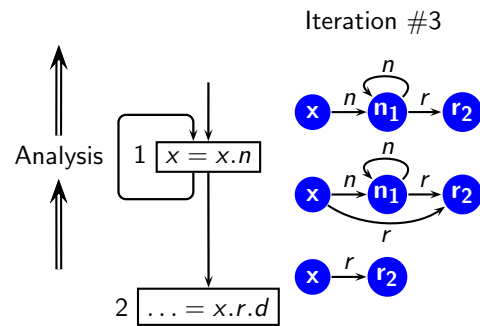 Iteration #3
n
x n n₁ r r₂
Analysis
1 x = x.n
n
x n n₁ r r₂
r
x r r₂
2 ... = x.r.d